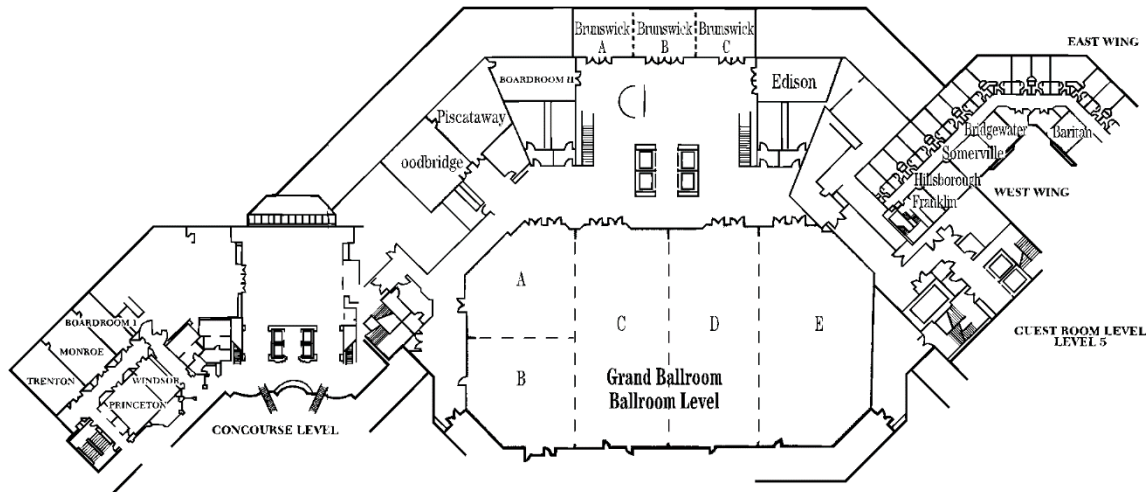 Brunswick
A
Brunswick
B
Brunswick
C
EAST WING
BOARDROOM II
Edison
Piscataway
oodbridge
Bridgewater
Baritan
Somerville
Hillsborough
WEST WING
Franklin
A
B
C
D
E
Grand Ballroom
Ballroom Level
GUEST ROOM LEVEL
LEVEL 5
BOARDROOM I
MONROE
TRENTON
WINDSOR
PRINCETON
CONCOURSE LEVEL